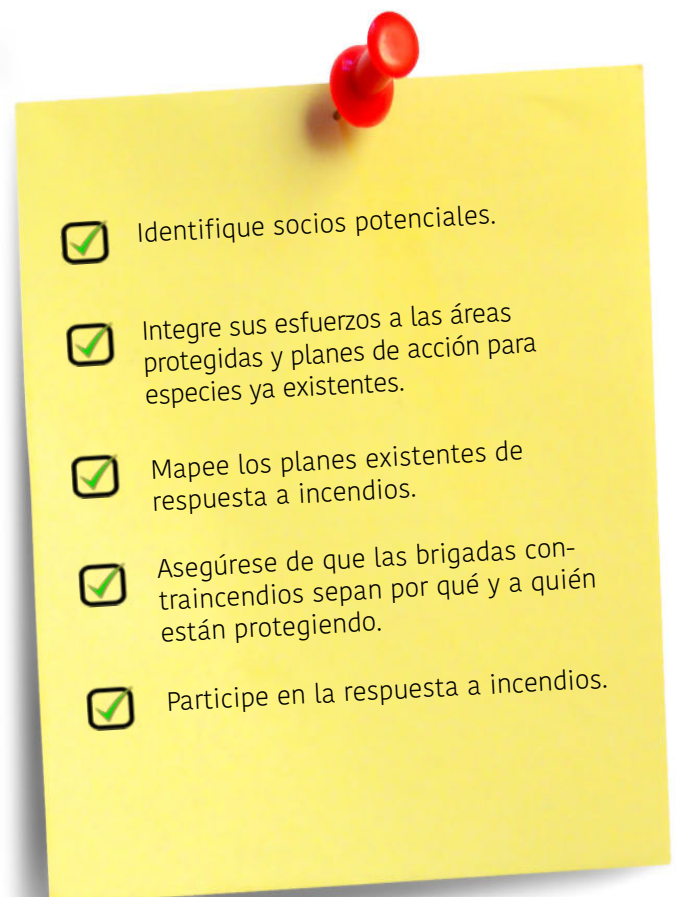 Identifique socios potenciales.
Integre sus esfuerzos a las áreas
protegidas y planes de acción para
especies ya existentes.
Mapee los planes existentes de
respuesta a incendios.
Asegúrese de que las brigadas con-
traincendios sepan por qué y a quién
están protegiendo.
Participe en la respuesta a incendios.